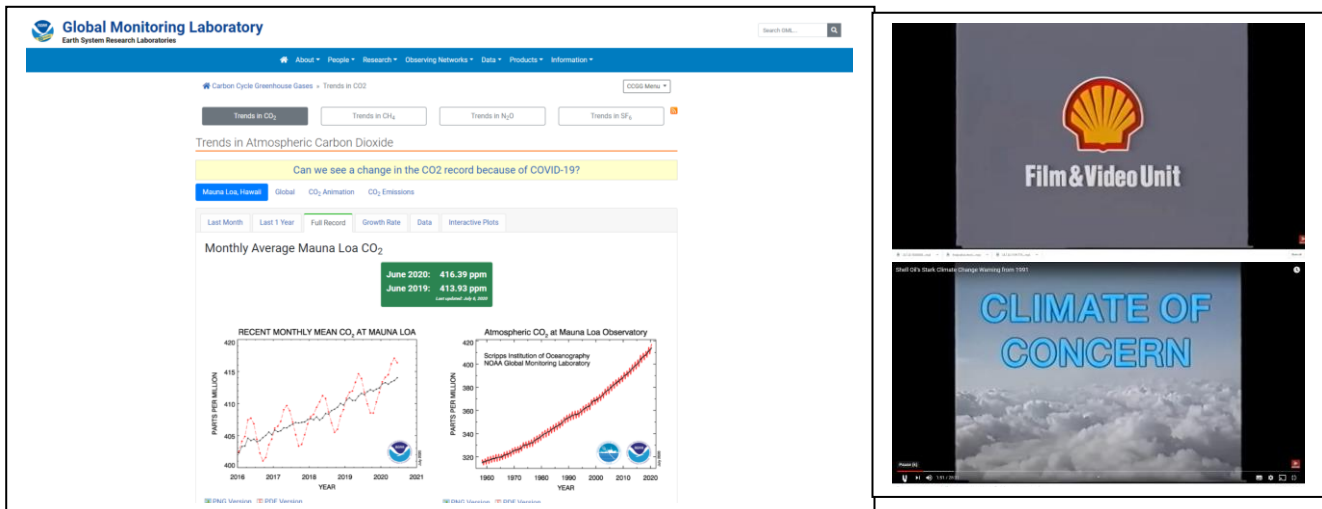 Global Monitoring Laboratory
Earth System Research Laboratories
Search GML...
About People Research Observing Networks Data Products Information
Carbon Cycle Greenhouse Gases » Trends in CO2
CCGG Menu
Trends in CO₂
Trends in CH₄
Trends in N₂O
Trends in SF₆
Trends in Atmospheric Carbon Dioxide
Can we see a change in the CO2 record because of COVID-19?
Mauna Loa, Hawaii Global CO₂ Animation CO₂ Emissions
Last Month Last 1 Year Full Record Growth Rate Data Interactive Plots
Monthly Average Mauna Loa CO₂
June 2020: 416.39 ppm
June 2019: 413.93 ppm
Last updated: July 8, 2020
RECENT MONTHLY MEAN CO₂ AT MAUNA LOA
PARTS PER MILLION
420
415
410
405
400
2016 2017 2018 2019 2020 2021
YEAR
PNG Version PDF Version
Atmospheric CO₂ at Mauna Loa Observatory
Scripps Institution of Oceanography
NOAA Global Monitoring Laboratory
PARTS PER MILLION
420
400
380
360
340
320
1960 1970 1980 1990 2000 2010 2020
YEAR
PNG Version PDF Version
Film & Video Unit
Shell Oil's Stark Climate Change Warning from 1991
CLIMATE OF
CONCERN
Pause (k)